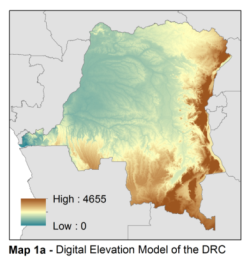 High : 4655
Low : 0
Map 1a - Digital Elevation Model of the DRC